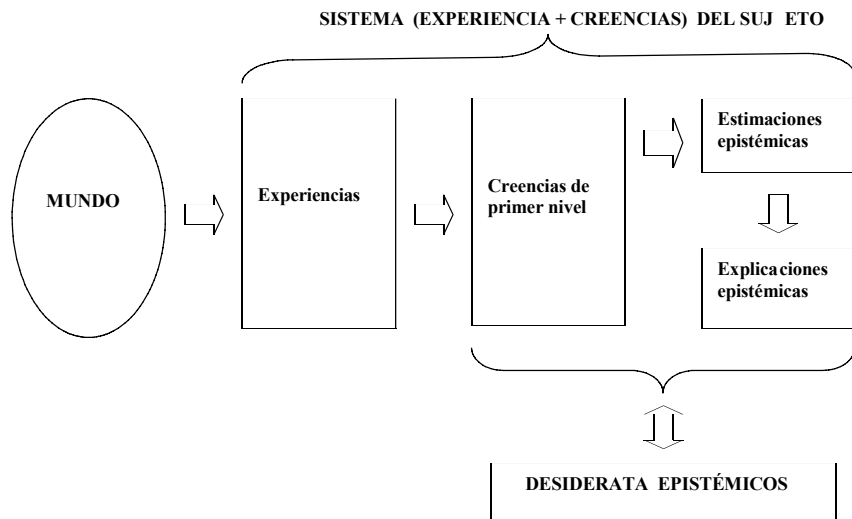 SISTEMA (EXPERIENCIA + CREENCIAS) DEL SUJ ETO
MUNDO
Experiencias
Creencias de
primer nivel
Estimaciones
epistémicas
Explicaciones
epistémicas
DESIDERATA EPISTÉMICOS